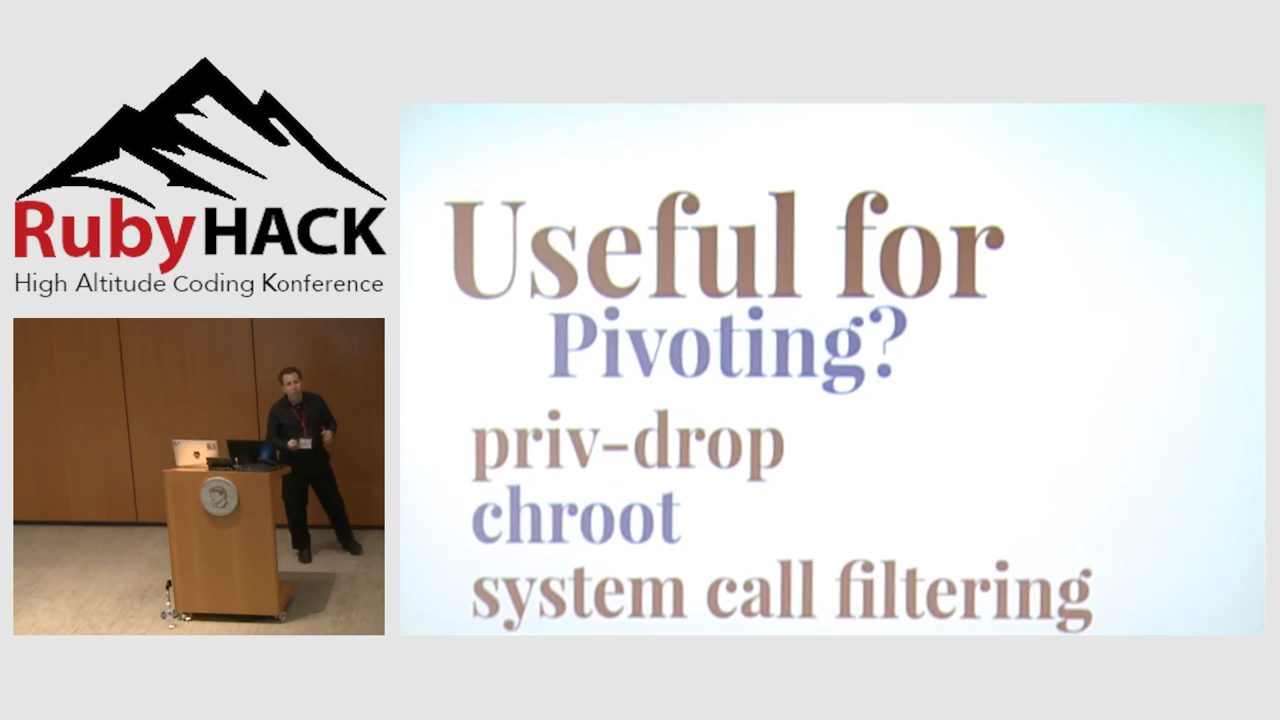 RubyHACK
High Altitude Coding Konference
Useful for
Pivoting?
priv-drop
chroot
system call filtering